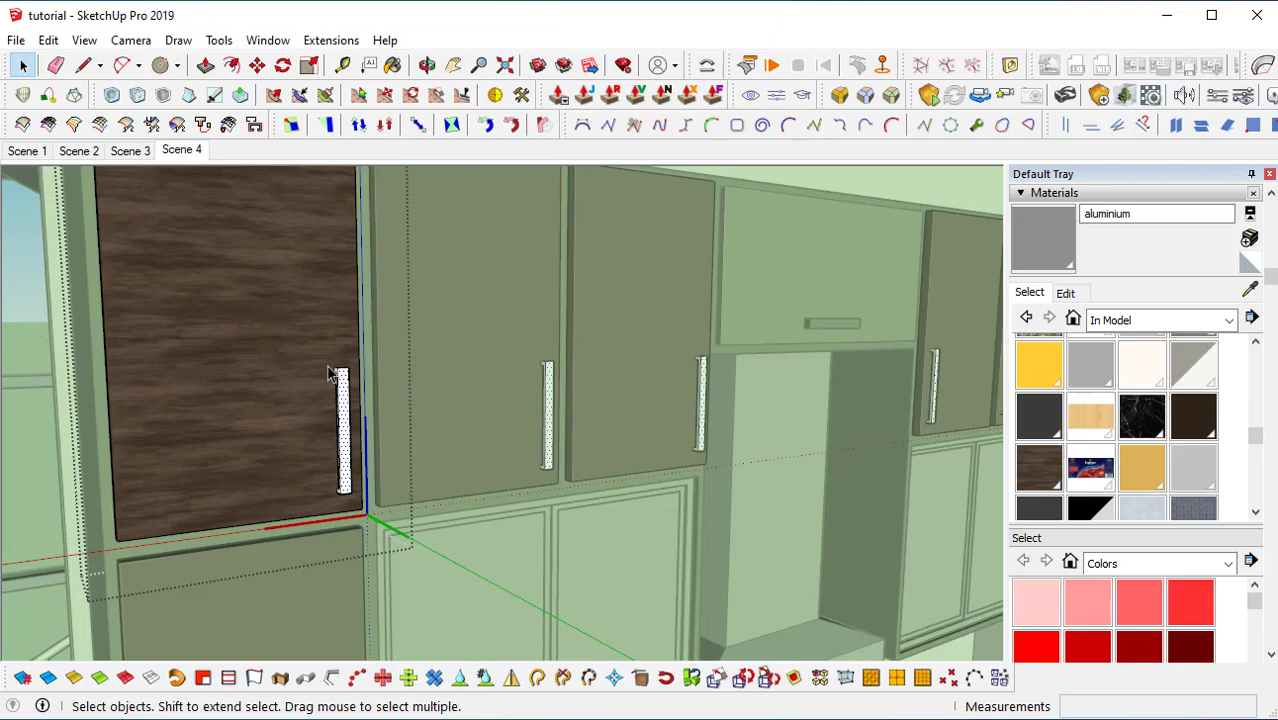 tutorial - SketchUp Pro 2019
File Edit View Camera Draw Tools Window Extensions Help
Scene 1 Scene 2 Scene 3 Scene 4
Default Tray
Materials
aluminium
Select Edit
In Model
Select
Colors
Select objects. Shift to extend select. Drag mouse to select multiple.
Measurements